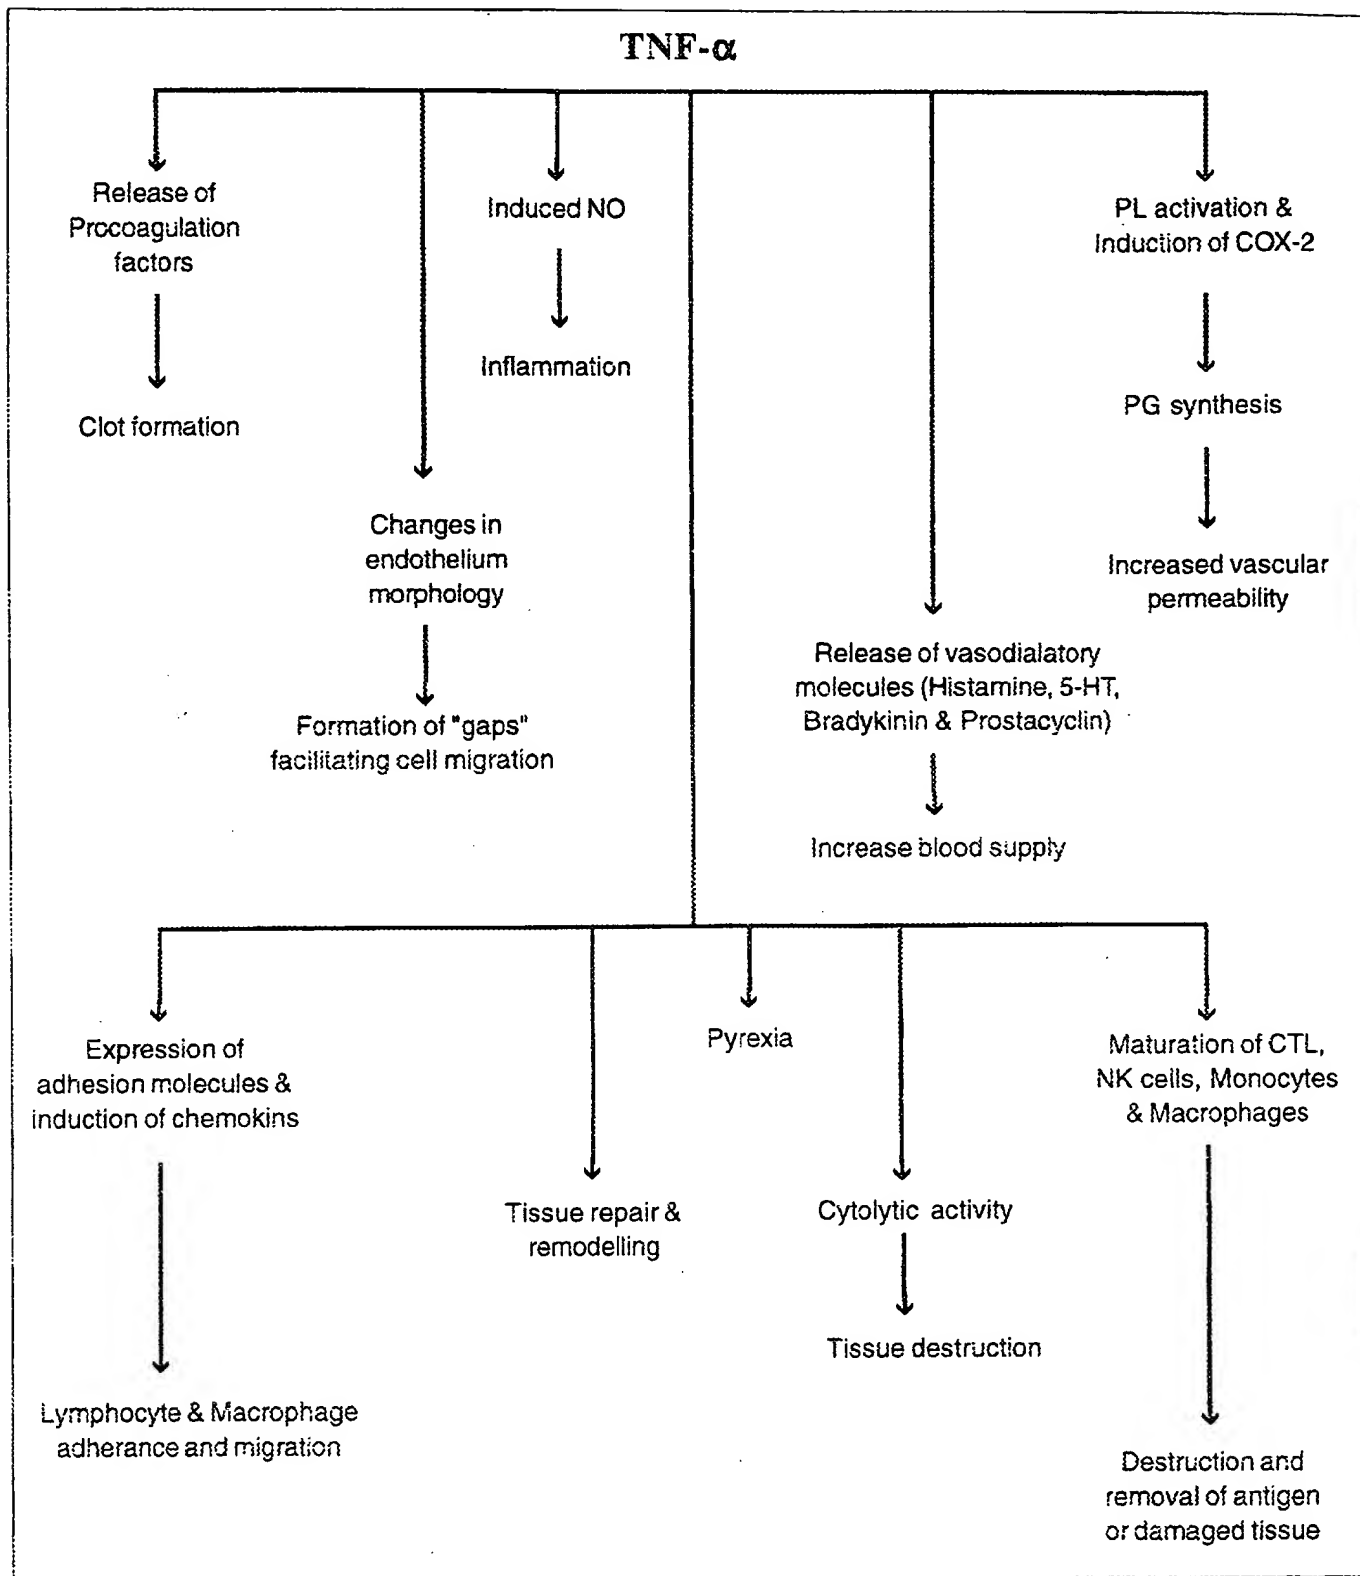 TNF-α
Release of
Procoagulation
factors
Clot formation
Changes in
endothelium
morphology
Formation of "gaps"
facilitating cell migration
Induced NO
Inflammation
Release of vasodialatory
molecules (Histamine, 5-HT,
Bradykinin & Prostacyclin)
Increase blood supply
PL activation &
Induction of COX-2
PG synthesis
Increased vascular
permeability
Expression of
adhesion molecules &
induction of chemokins
Lymphocyte & Macrophage
adherance and migration
Tissue repair &
remodelling
Pyrexia
Cytolytic activity
Tissue destruction
Maturation of CTL,
NK cells, Monocytes
& Macrophages
Destruction and
removal of antigen
or damaged tissue